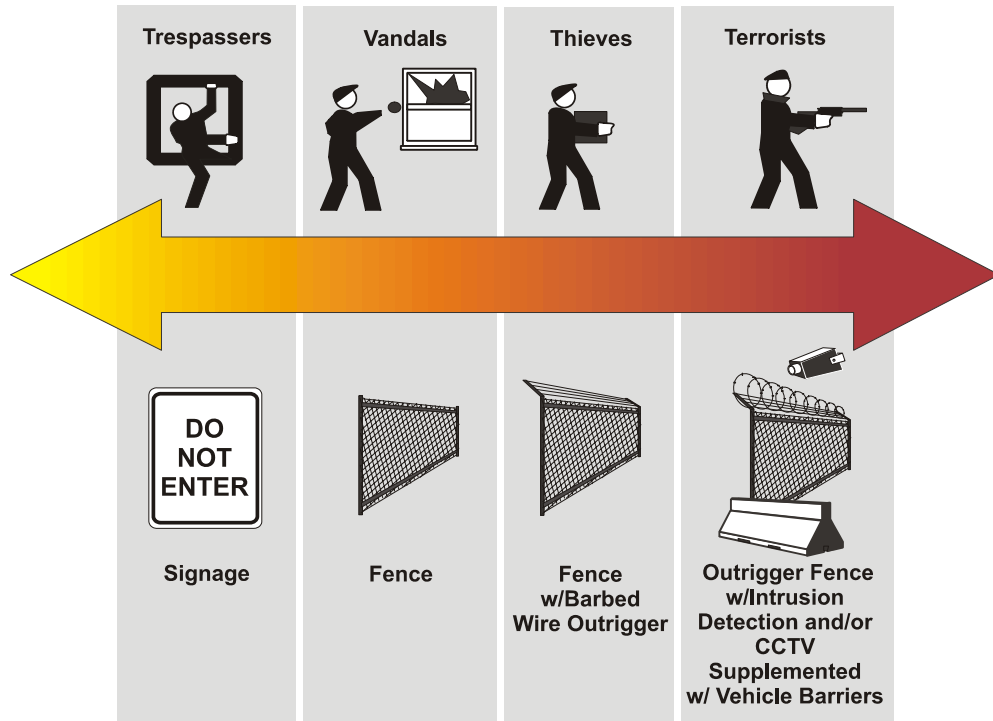 Trespassers
Vandals
Thieves
Terrorists
DO
NOT
ENTER
Signage
Fence
Fence
w/Barbed
Wire Outrigger
Outrigger Fence
w/Intrusion
Detection and/or
CCTV
Supplemented
w/ Vehicle Barriers